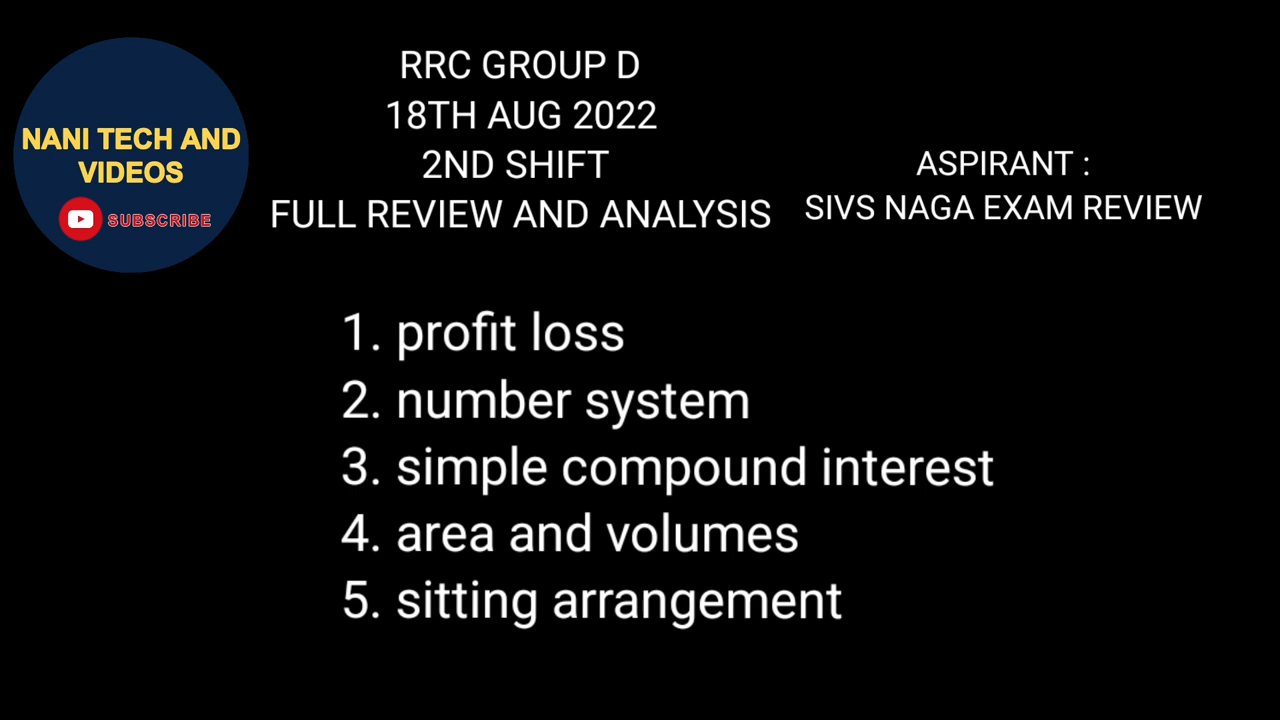 NANI TECH AND
VIDEOS
SUBSCRIBE
RRC GROUP D
18TH AUG 2022
2ND SHIFT
FULL REVIEW AND ANALYSIS
ASPIRANT :
SIVS NAGA EXAM REVIEW
1. profit loss
2. number system
3. simple compound interest
4. area and volumes
5. sitting arrangement